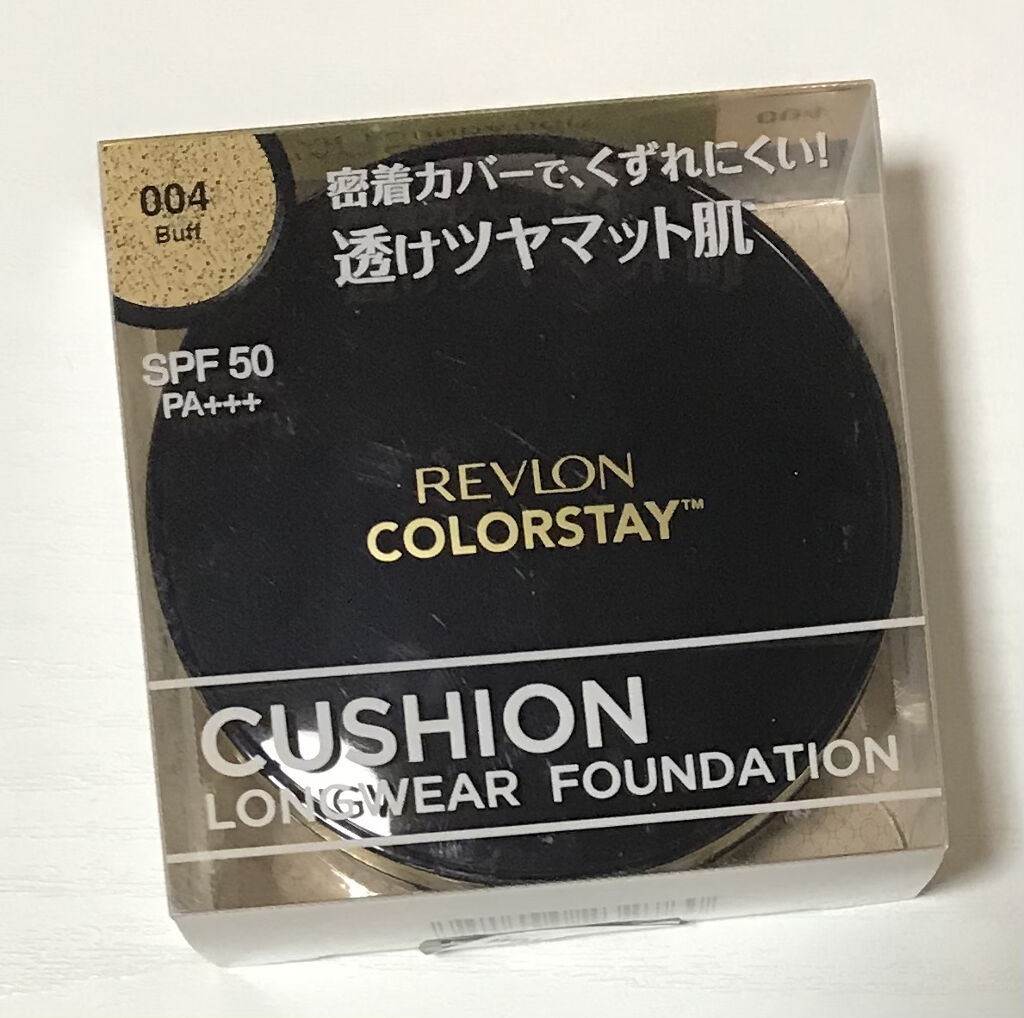 004
Buff
密着カバーで、くずれにくい!
透けツヤマット肌
SPF 50
PA+++
REVLON
COLORSTAY™
CUSHION
LONGWEAR FOUNDATION